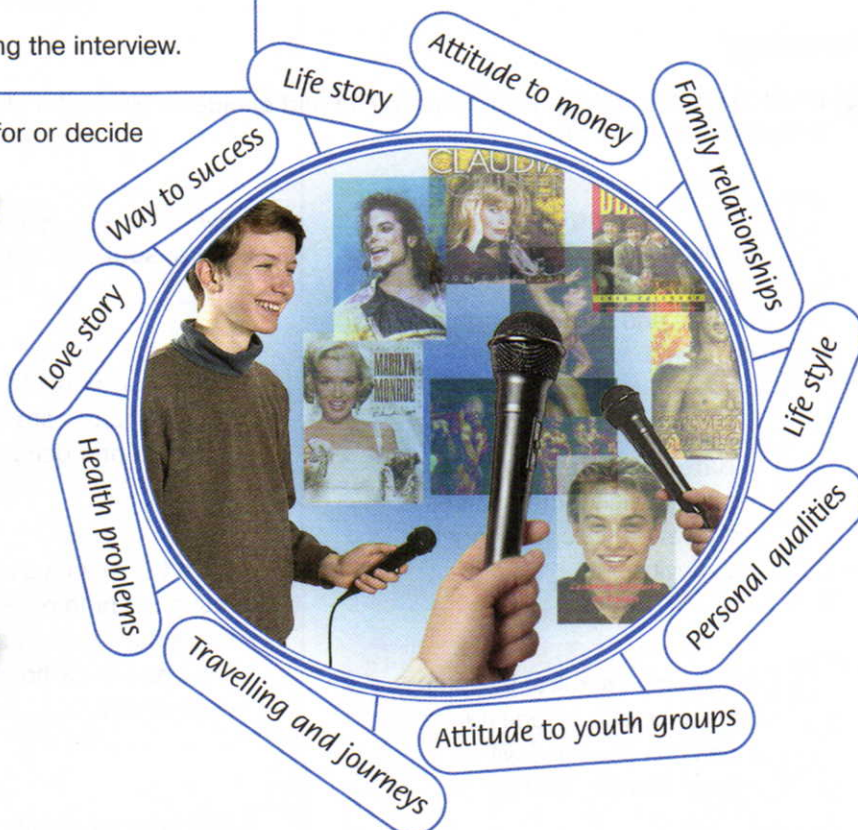 ng the interview.
for or decide
Life story
Attitude to money
Family relationships
Life style
Personal qualities
Attitude to youth groups
Travelling and journeys
Health problems
Love story
Way to success
CLAUDIA
MARILYN
MONROE